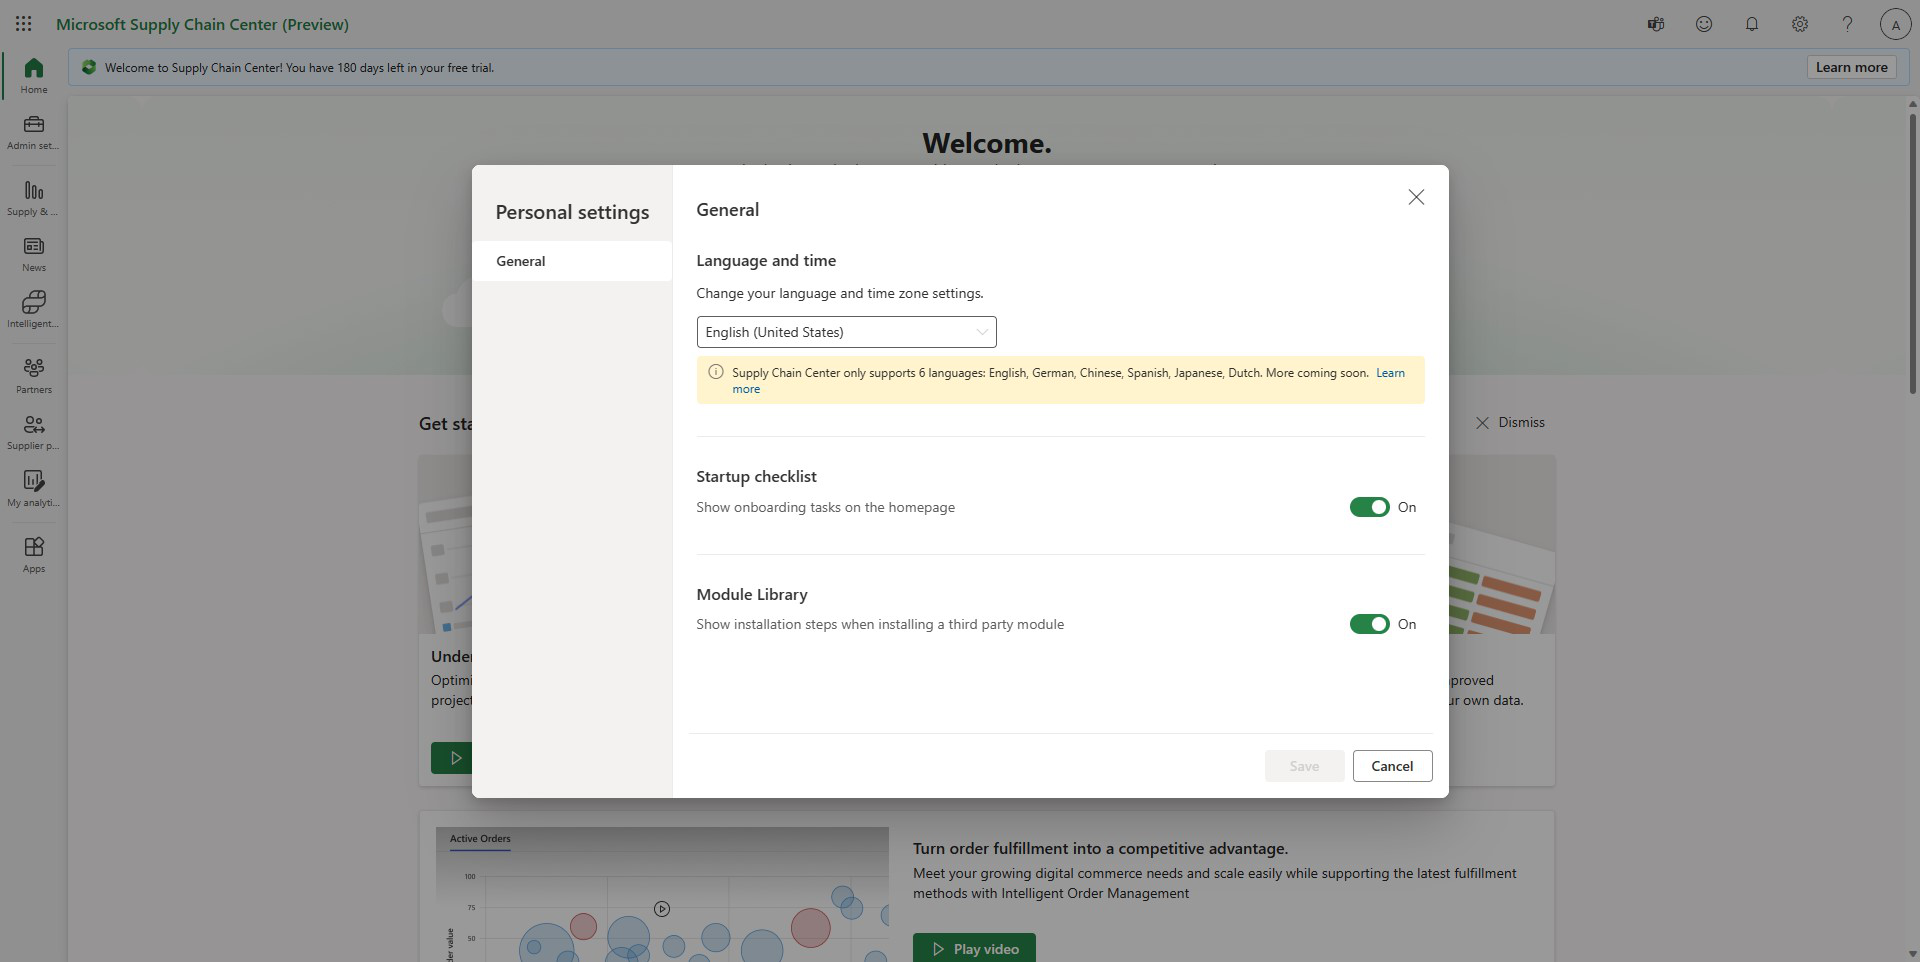 Microsoft Supply Chain Center (Preview)
A
Welcome to Supply Chain Center! You have 180 days left in your free trial.
Learn more
Home
Admin set...
Supply & ...
News
Intelligent...
Partners
Supplier p...
My analyti...
Apps
Welcome.
Personal settings
General
General
Language and time
Change your language and time zone settings.
English (United States)
Supply Chain Center only supports 6 languages: English, German, Chinese, Spanish, Japanese, Dutch. More coming soon. Learn
more
Startup checklist
Show onboarding tasks on the homepage
On
Module Library
Show installation steps when installing a third party module
On
Save
Cancel
Get sta
Dismiss
Under
Optimi
project
proved
ur own data.
Active Orders
100
75
50
der value
Turn order fulfillment into a competitive advantage.
Meet your growing digital commerce needs and scale easily while supporting the latest fulfillment
methods with Intelligent Order Management
Play video